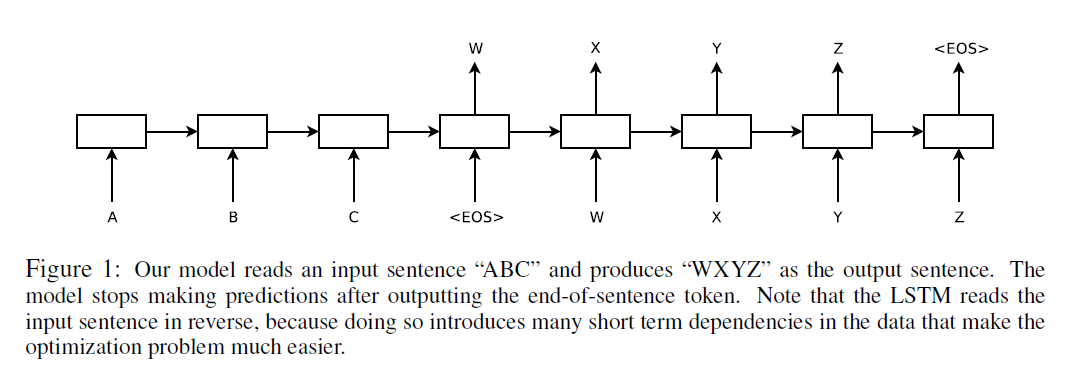 W X Y Z <EOS>
A B C <EOS> W X Y Z
Figure 1: Our model reads an input sentence “ABC” and produces “WXYZ” as the output sentence. The
model stops making predictions after outputting the end-of-sentence token. Note that the LSTM reads the
input sentence in reverse, because doing so introduces many short term dependencies in the data that make the
optimization problem much easier.